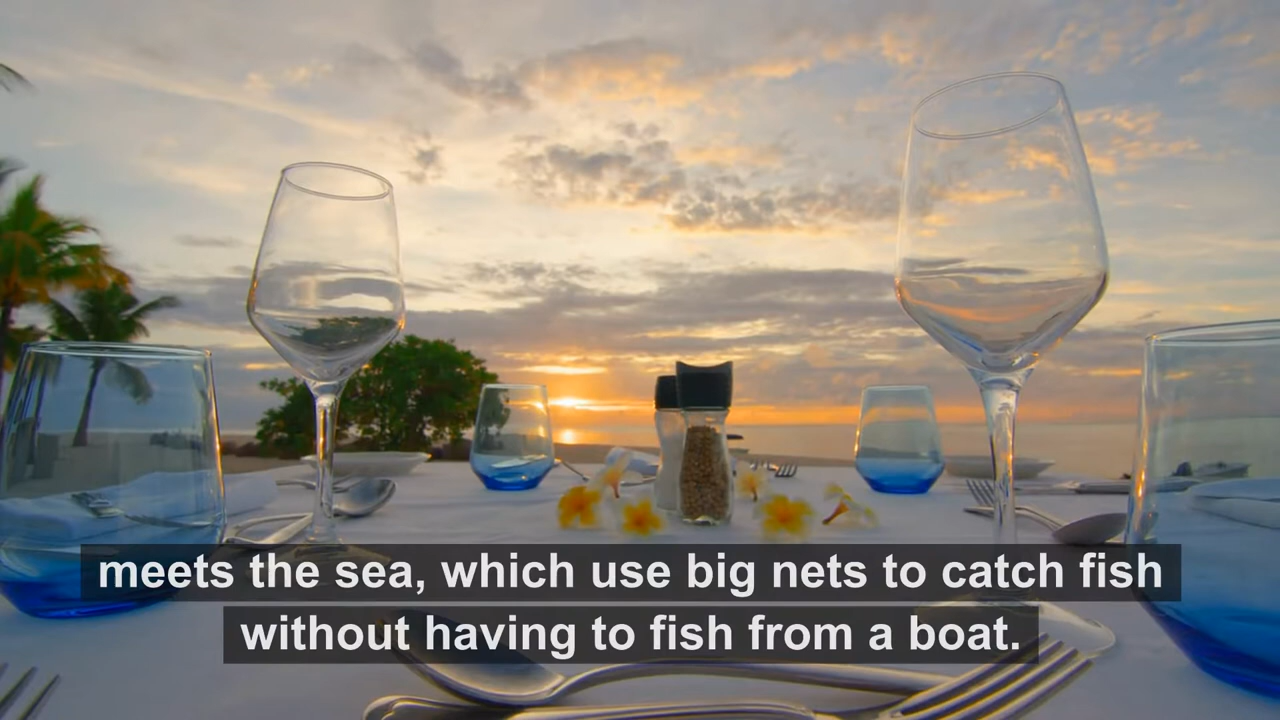 meets the sea, which use big nets to catch fish
without having to fish from a boat.